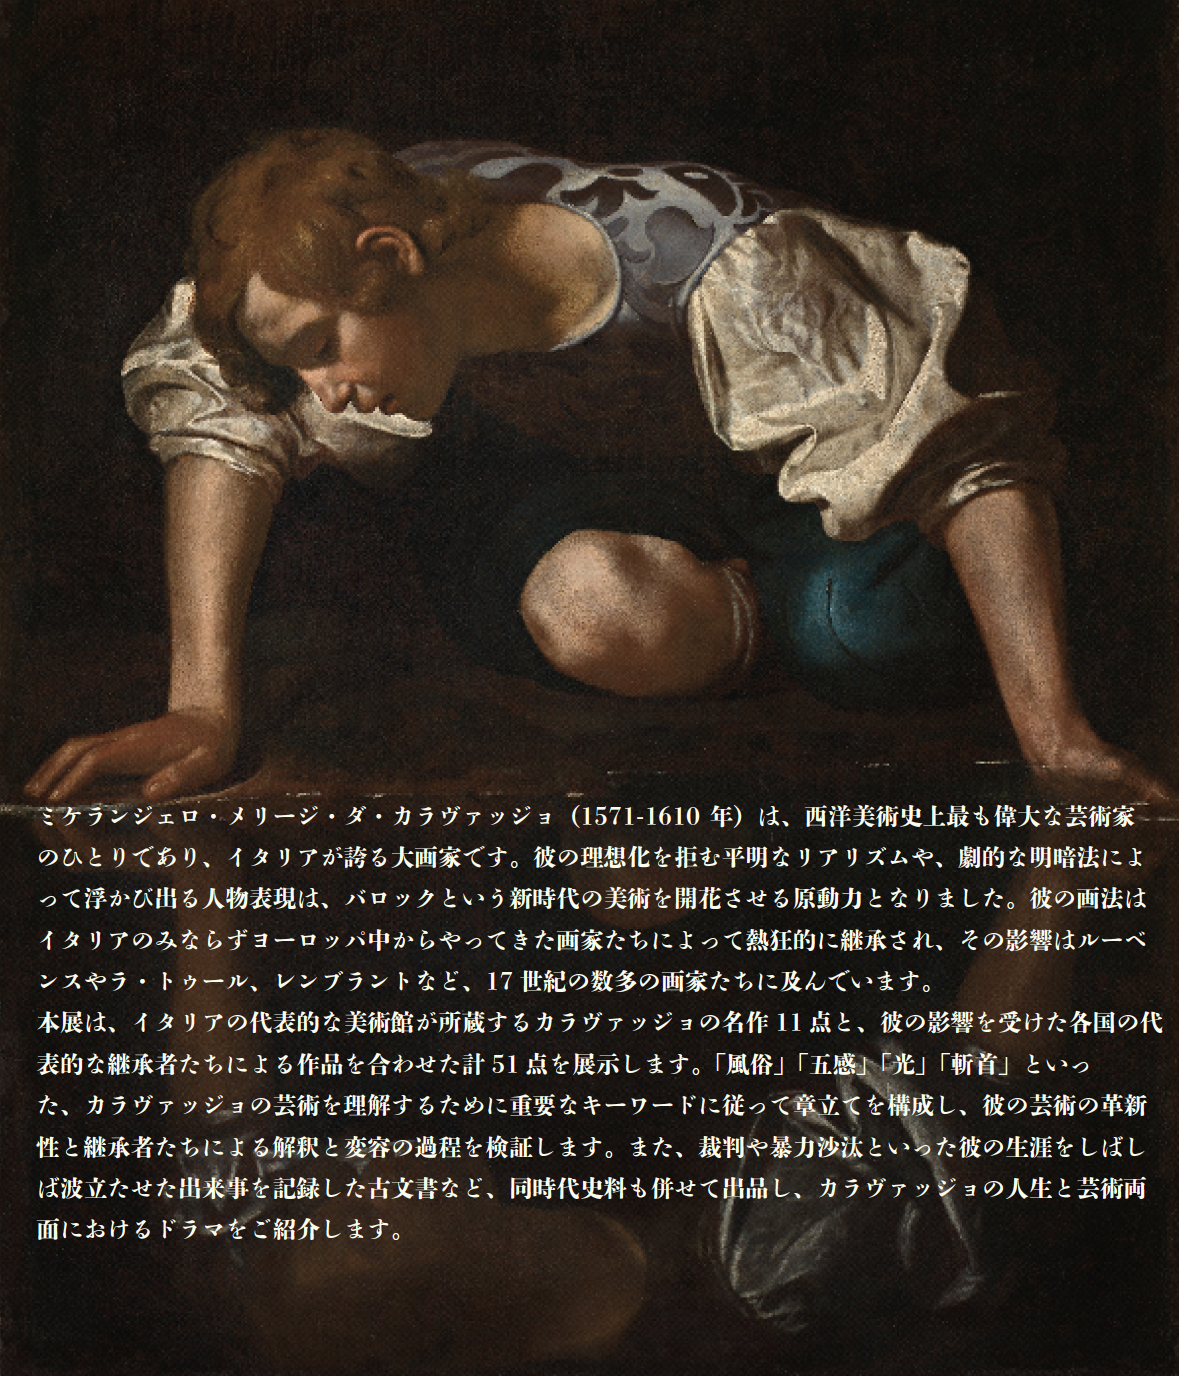 ミケランジェロ・メリージ・ダ・カラヴァッジョ（1571-1610 年）は、西洋美術史上最も偉大な芸術家
のひとりであり、イタリアが誇る大画家です。彼の理想化を拒む平明なリアリズムや、劇的な明暗法によ
って浮かび出る人物表現は、バロックという新時代の美術を開花させる原動力となりました。彼の画法は
イタリアのみならずヨーロッパ中からやってきた画家たちによって熱狂的に継承され、その影響はルーベ
ンスやラ・トゥール、レンブラントなど、17 世紀の数多の画家たちに及んでいます。
本展は、イタリアの代表的な美術館が所蔵するカラヴァッジョの名作 11 点と、彼の影響を受けた各国の代
表的な継承者たちによる作品を合わせた計 51 点を展示します。「風俗」「五感」「光」「斬首」といっ
た、カラヴァッジョの芸術を理解するために重要なキーワードに従って章立てを構成し、彼の芸術の革新
性と継承者たちによる解釈と変容の過程を検証します。また、裁判や暴力沙汰といった彼の生涯をしばし
ば波立たせた出来事を記録した古文書など、同時代史料も併せて出品し、カラヴァッジョの人生と芸術両
面におけるドラマをご紹介します。